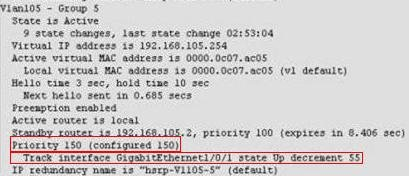 Vlan105 - Group 5
State is Active
9 state changes, last state change 02:53:04
Virtual IP address is 192.168.105.254
Active virtual MAC address is 0000.0c07.ac05
Local virtual MAC address is 0000.0c07.ac05 (v1 default)
Hello time 3 sec, hold time 10 sec
Next hello sent in 0.685 secs
Preemption enabled
Active router is local
Standby router is 192.168.105.2, priority 100 (expires in 8.406 sec)
Priority 150 (configured 150)
Track interface GigabitEthernet1/0/1 state Up decrement 55
IP redundancy name is "hsrp-Vl105-5" (default)